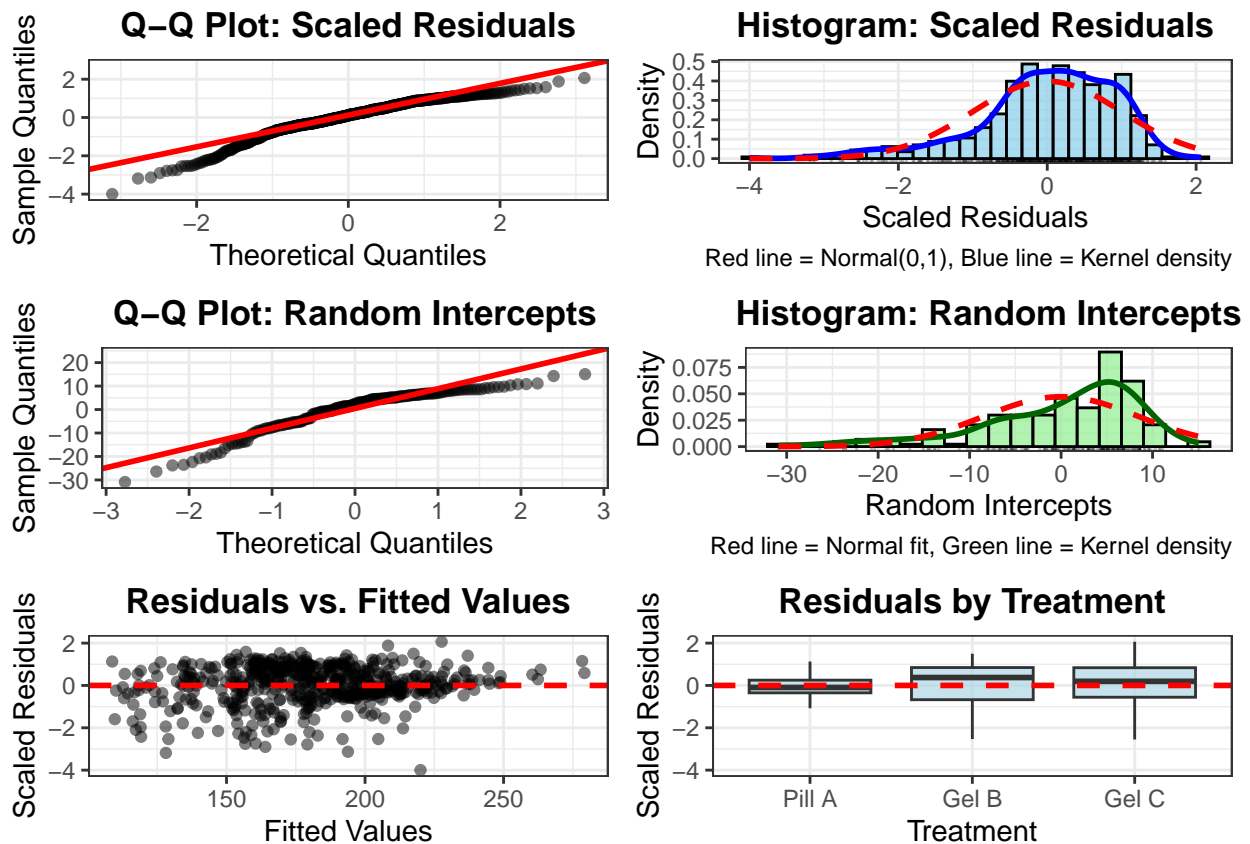 Q−Q Plot: Scaled Residuals
Sample Quantiles
2
0
−2
−4
−2
0
2
Theoretical Quantiles
Histogram: Scaled Residuals
Density
0.5
0.4
0.3
0.2
0.1
0.0
−4
−2
0
2
Scaled Residuals
Red line = Normal(0,1), Blue line = Kernel density
Q−Q Plot: Random Intercepts
Sample Quantiles
20
10
0
−10
−20
−30
−3
−2
−1
0
1
2
3
Theoretical Quantiles
Histogram: Random Intercepts
Density
0.075
0.050
0.025
0.000
−30
−20
−10
0
10
Random Intercepts
Red line = Normal fit, Green line = Kernel density
Residuals vs. Fitted Values
Scaled Residuals
2
0
−2
−4
150
200
250
Fitted Values
Residuals by Treatment
Scaled Residuals
2
0
−2
−4
Pill A
Gel B
Gel C
Treatment